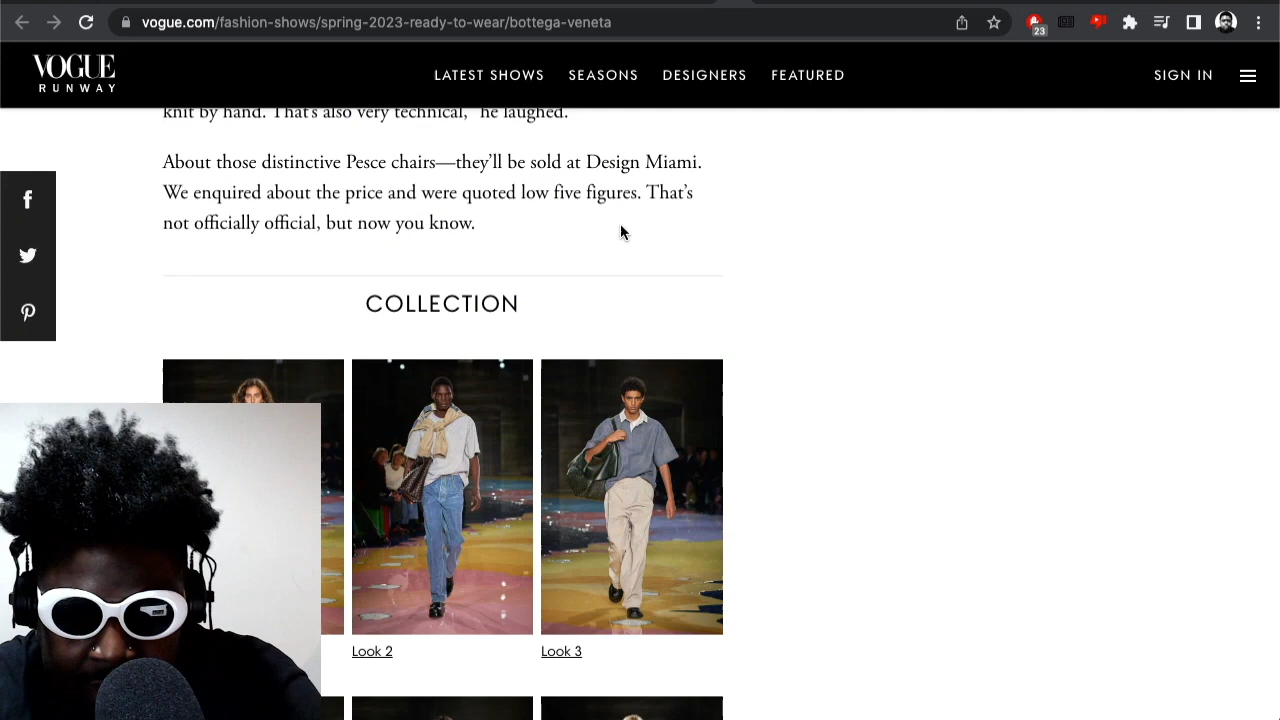 vogue.com/fashion-shows/spring-2023-ready-to-wear/bottega-veneta
23
VOGUE
RUNWAY
LATEST SHOWS
SEASONS
DESIGNERS
FEATURED
SIGN IN
knit by hand. That's also very technical," he laughed.
About those distinctive Pesce chairs—they'll be sold at Design Miami.
We enquired about the price and were quoted low five figures. That's
not officially official, but now you know.
COLLECTION
Look 2
Look 3